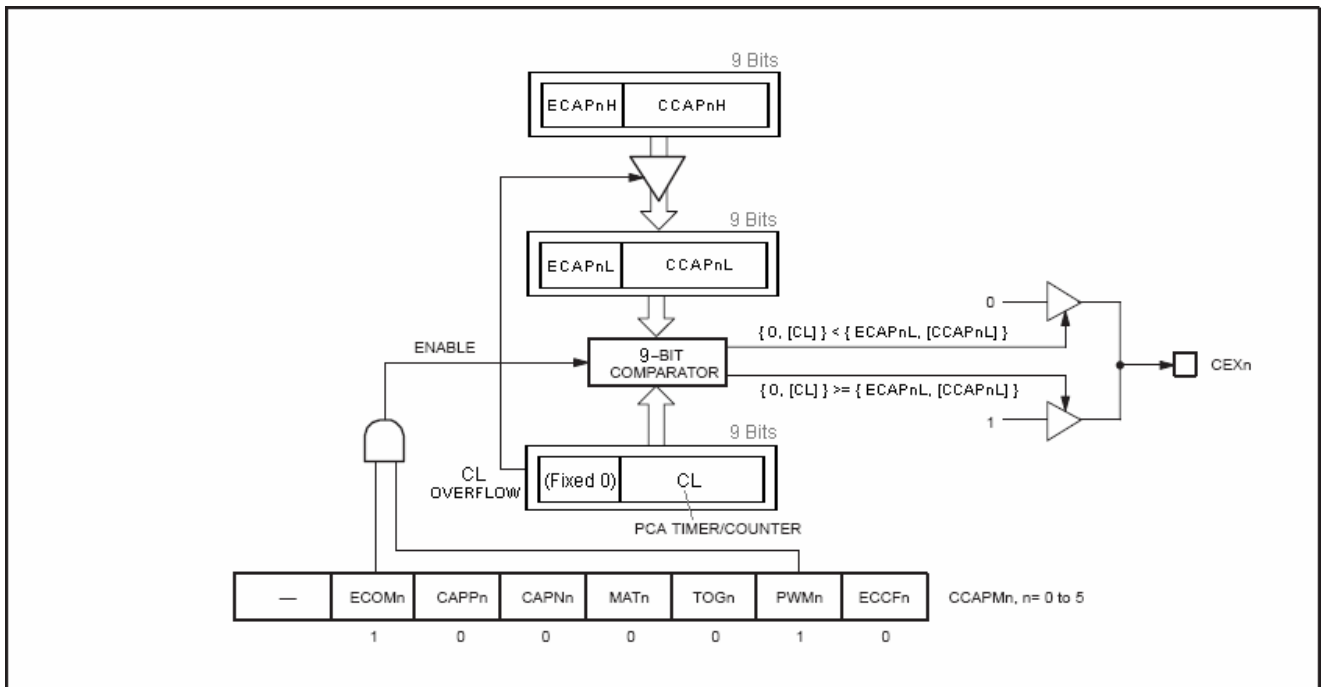 9 Bits
ECAPnH CCAPnH
9 Bits
ECAPnL CCAPnL
0
{ 0, [CL] } < { ECAPnL, [CCAPnL] }
ENABLE
9-BIT
COMPARATOR
CEXn
{ 0, [CL] } >= { ECAPnL, [CCAPnL] }
1
9 Bits
CL
OVERFLOW
(Fixed 0) CL
PCA TIMER/COUNTER
— ECOMn CAPPn CAPNn MATn TOGn PWMn ECCFn CCAPMn, n= 0 to 5
1 0 0 0 0 1 0